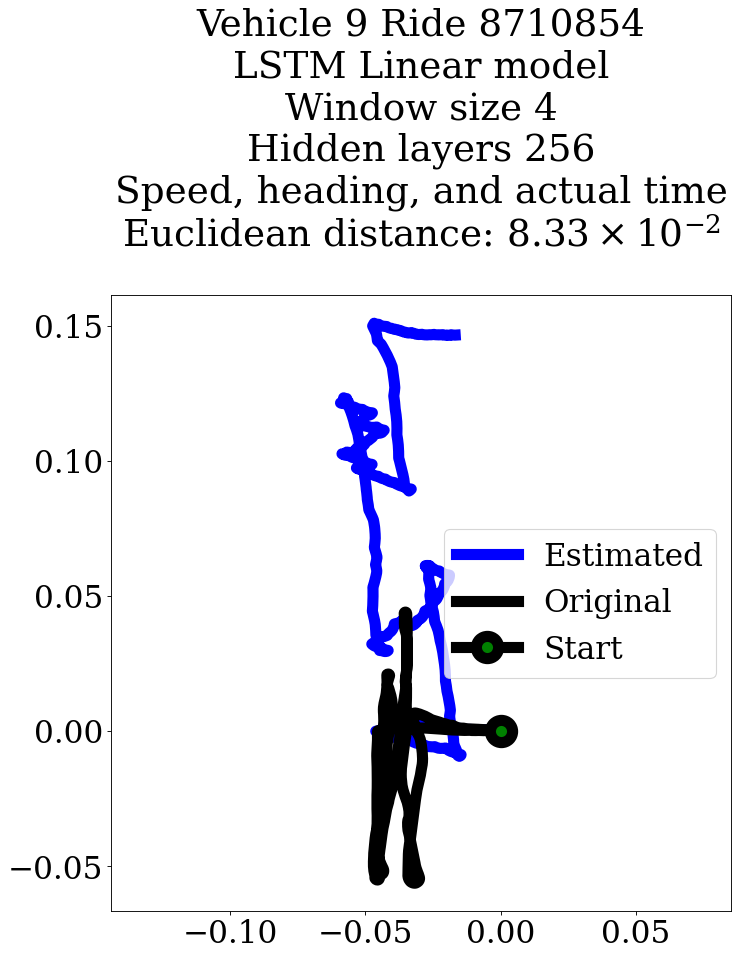 Vehicle 9 Ride 8710854
LSTM Linear model
Window size 4
Hidden layers 256
Speed, heading, and actual time
Euclidean distance: 8.33 × 10⁻²
0.15
0.10
0.05
0.00
−0.05
Estimated
Original
Start
−0.10
−0.05
0.00
0.05